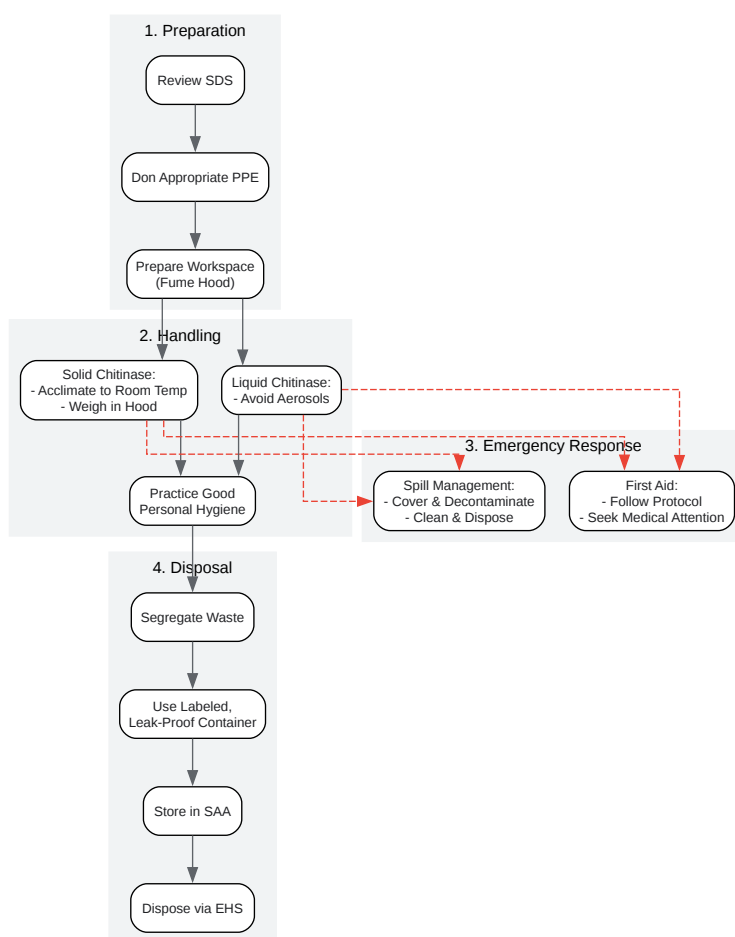 1. Preparation
Review SDS
Don Appropriate PPE
Prepare Workspace
(Fume Hood)
2. Handling
Solid Chitinase:
- Acclimate to Room Temp
- Weigh in Hood
Liquid Chitinase:
- Avoid Aerosols
Practice Good
Personal Hygiene
3. Emergency Response
Spill Management:
- Cover & Decontaminate
- Clean & Dispose
First Aid:
- Follow Protocol
- Seek Medical Attention
4. Disposal
Segregate Waste
Use Labeled,
Leak-Proof Container
Store in SAA
Dispose via EHS